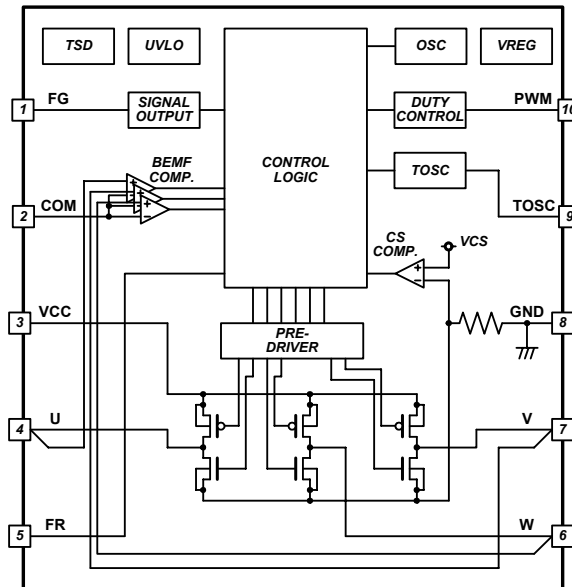 TSD
UVLO
OSC
VREG
1
FG
SIGNAL
OUTPUT
DUTY
CONTROL
PWM
10
BEMF
COMP.
CONTROL
LOGIC
TOSC
2
COM
TOSC
9
CS
COMP.
VCS
3
VCC
GND
8
PRE-
DRIVER
4
U
V
7
5
FR
W
6